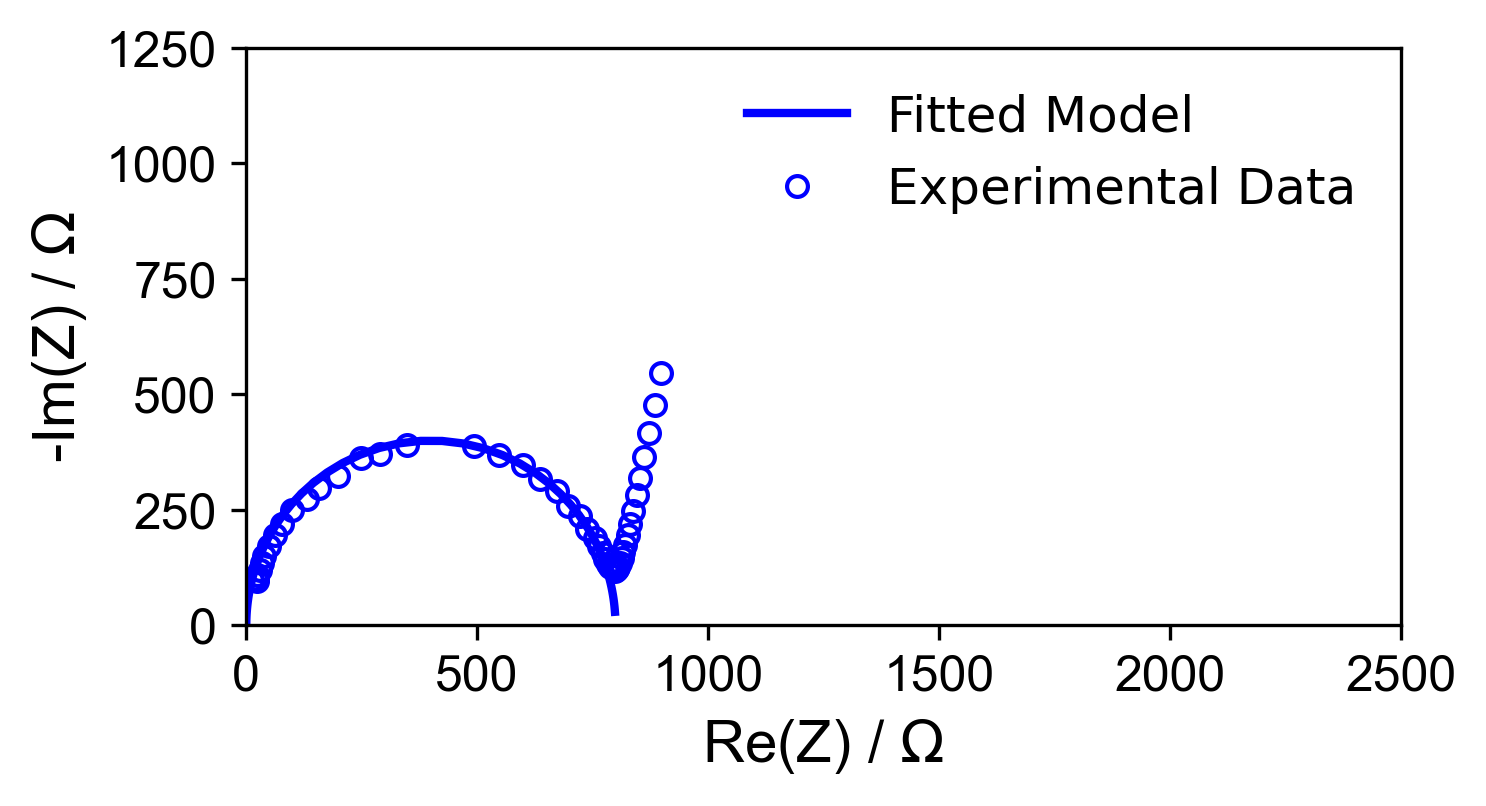 1250
1000
750
500
250
0
-Im(Z) / Ω
Fitted Model
Experimental Data
0 500 1000 1500 2000 2500
Re(Z) / Ω